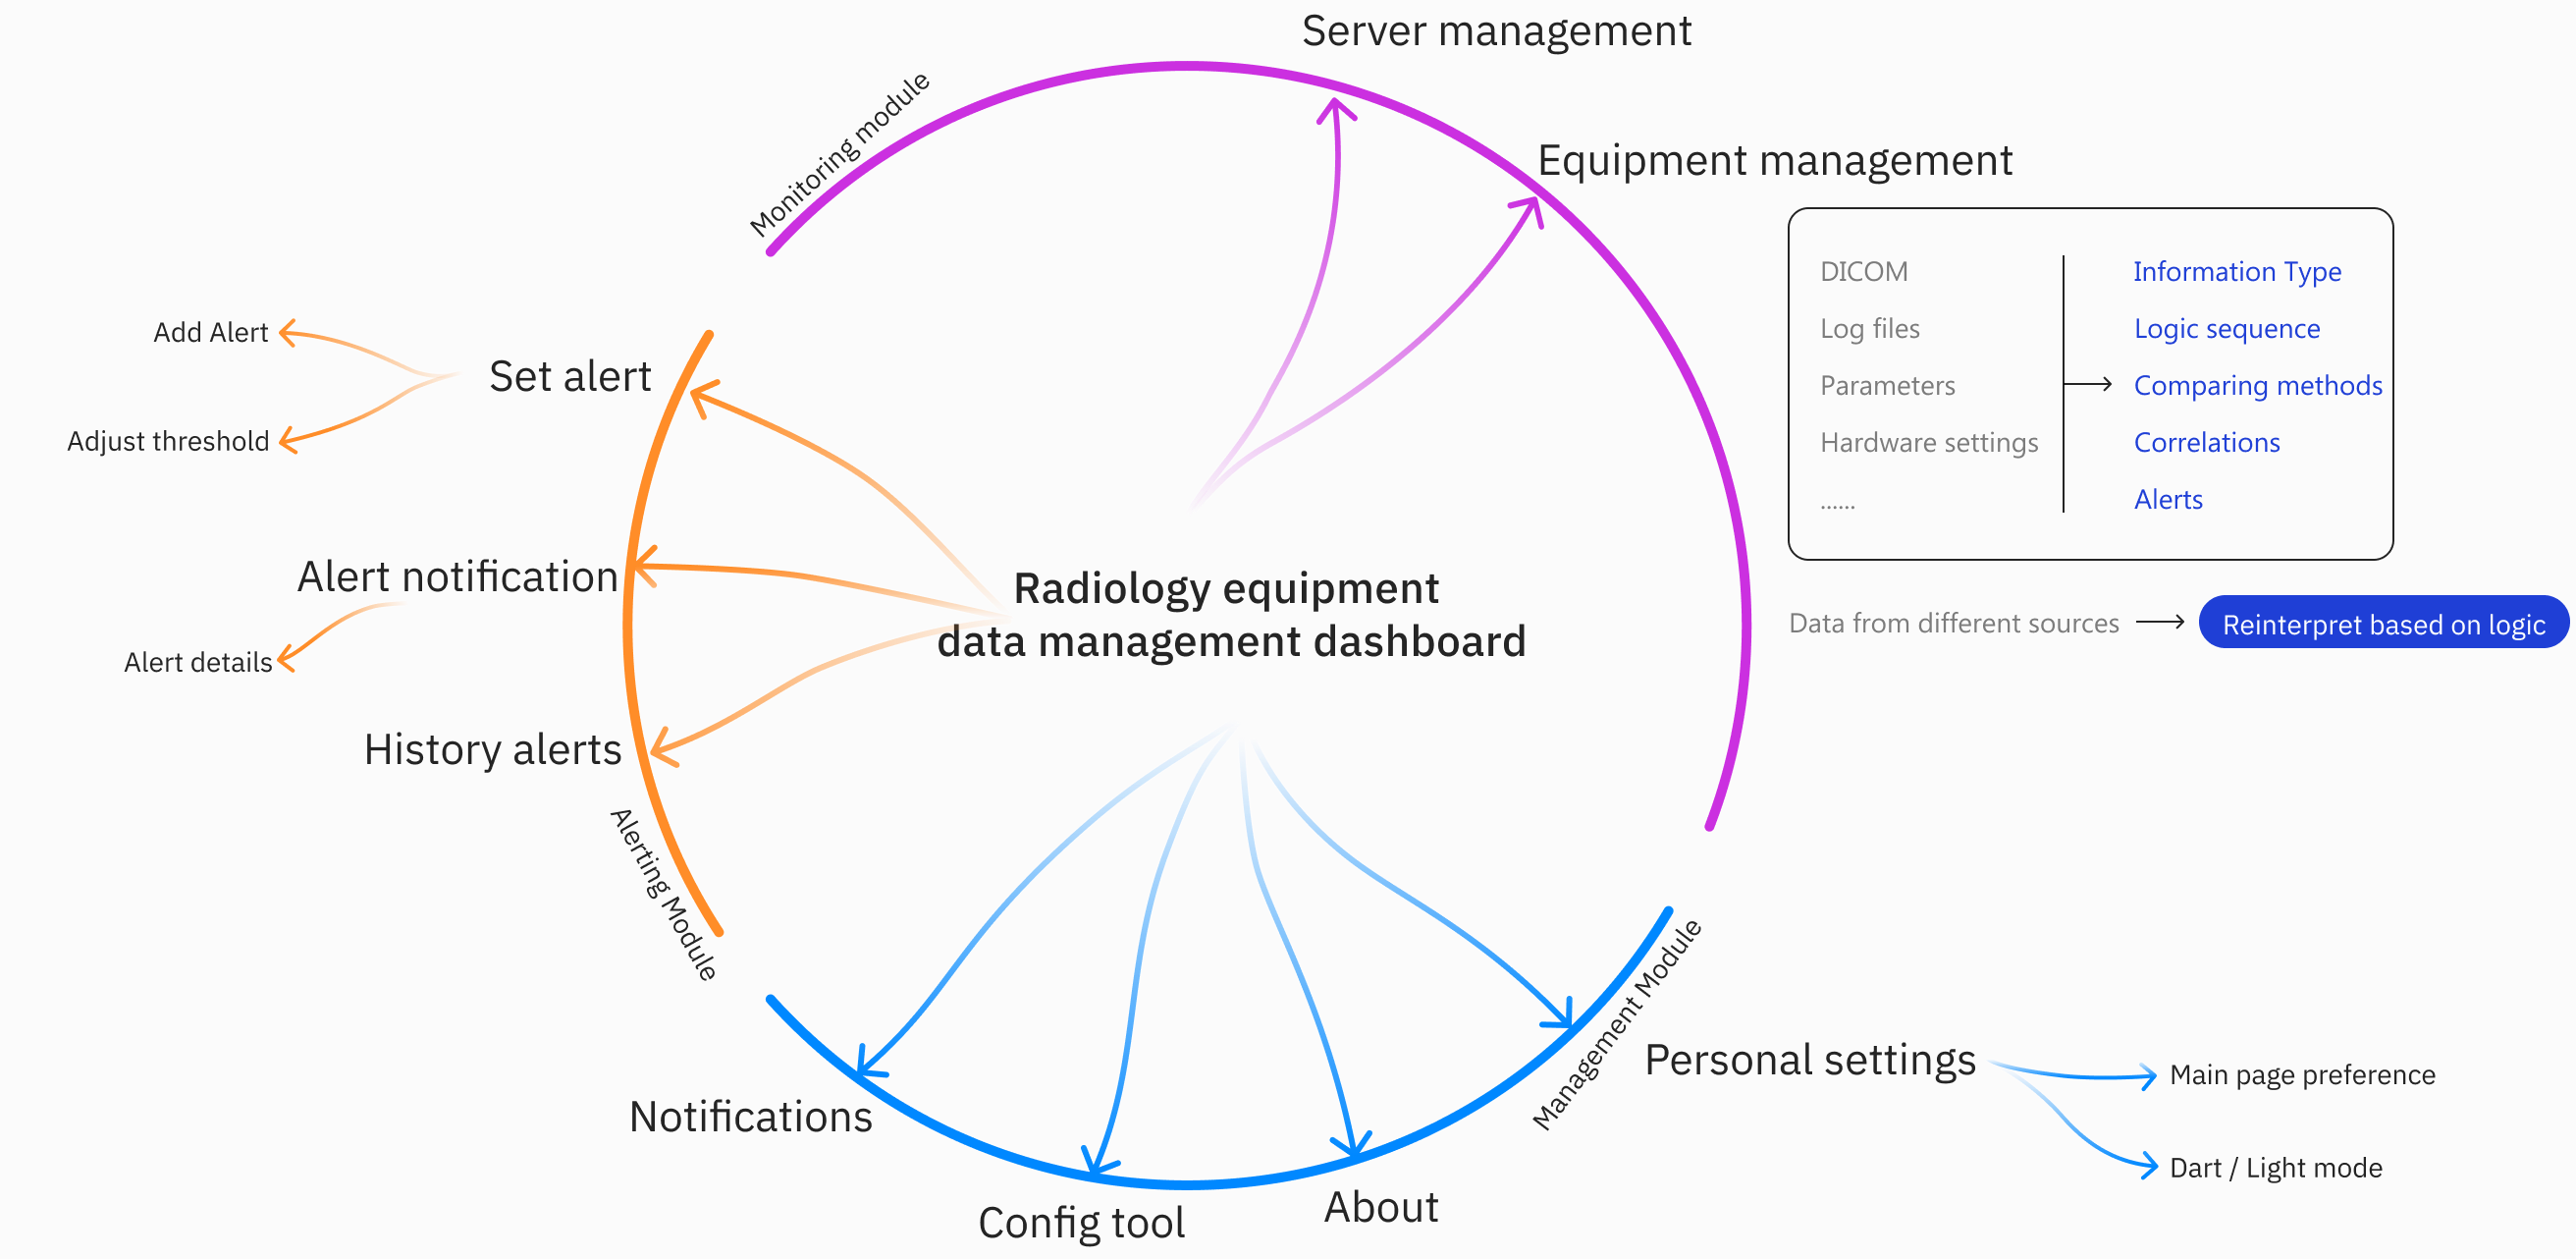 Server management
Monitoring module
Equipment management
DICOM
Log files
Parameters
Hardware settings
......
Information Type
Logic sequence
Comparing methods
Correlations
Alerts
Data from different sources
Reinterpret based on logic
Add Alert
Set alert
Adjust threshold
Alert notification
Alert details
History alerts
Alerting Module
Radiology equipment
data management dashboard
Management Module
Personal settings
Main page preference
Dart / Light mode
Notifications
Config tool
About